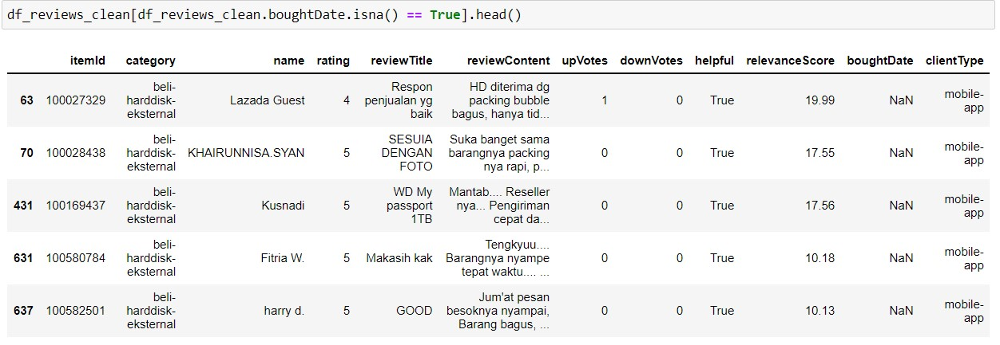 df_reviews_clean[df_reviews_clean.boughtDate.isna() == True].head()
itemId category name rating reviewTitle reviewContent upVotes downVotes helpful relevanceScore boughtDate clientType
beli- Respon HD diterima dg
63 100027329 harddisk- Lazada Guest 4 penjualan yg packing bubble 1 0 True 19.99 NaN mobile-
eksternal baik bagus, hanya tid... app
beli- SESUIA Suka banget sama
70 100028438 harddisk- KHAIRUNNISA.SYAN 5 DENGAN barangnya packing 0 0 True 17.55 NaN mobile-
eksternal FOTO nya rapi, p... app
beli- WD My Mantab.... Reseller
431 100169437 harddisk- Kusnadi 5 passport nya... Pengiriman 0 0 True 17.56 NaN mobile-
eksternal 1TB cepat da... app
beli- Tengkyuu....
631 100580784 harddisk- Fitria W. 5 Makasih kak Barangnya nyampe 0 0 True 10.18 NaN mobile-
eksternal tepat waktu.... ... app
beli- Jum'at pesan
637 100582501 harddisk- harry d. 5 GOOD besoknya nyampai, 0 0 True 10.13 NaN mobile-
eksternal Barang bagus, ... app